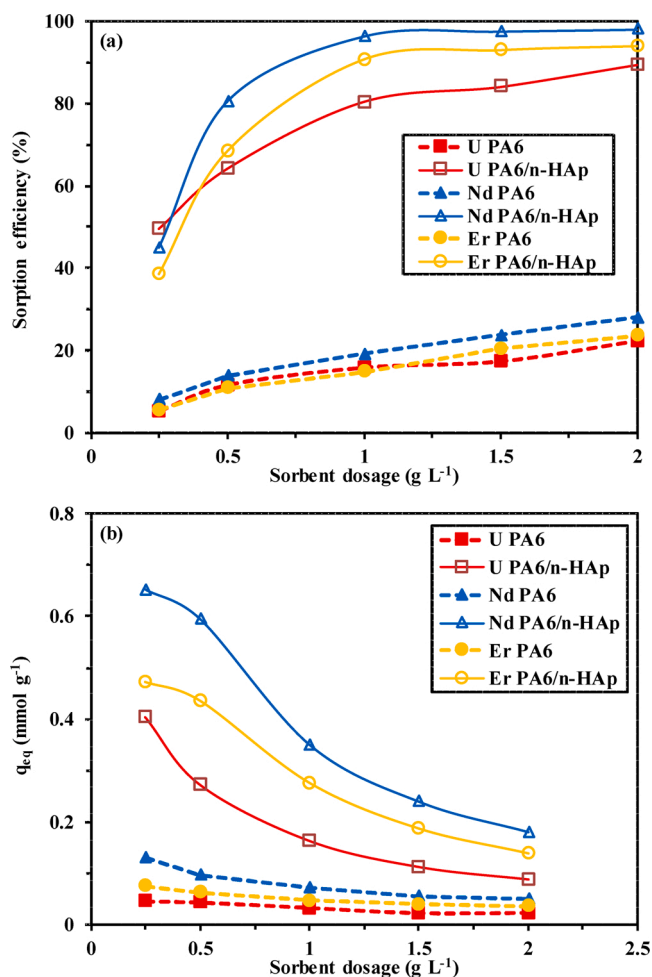 (a)
Sorption efficiency (%)
100
80
60
40
20
0
U PA6
U PA6/n-HAp
Nd PA6
Nd PA6/n-HAp
Er PA6
Er PA6/n-HAp
0 0.5 1 1.5 2
Sorbent dosage (g L⁻¹)
(b)
qeq (mmol g⁻¹)
0.8
0.6
0.4
0.2
0
U PA6
U PA6/n-HAp
Nd PA6
Nd PA6/n-HAp
Er PA6
Er PA6/n-HAp
0 0.5 1 1.5 2 2.5
Sorbent dosage (g L⁻¹)